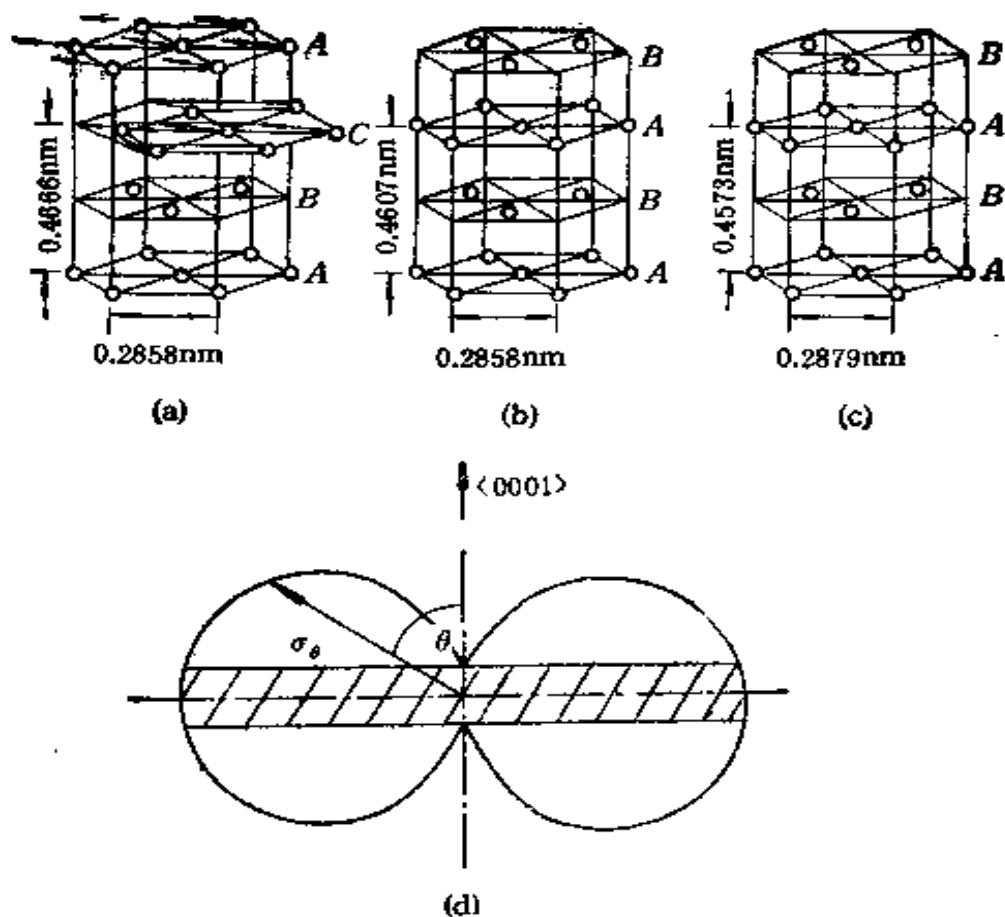 A
C
B
A
0.4666nm
0.2858nm
(a)
B
A
B
A
0.4607nm
0.2858nm
(b)
B
A
B
A
0.4573nm
0.2879nm
(c)
⟨0001⟩
θ
σθ
(d)